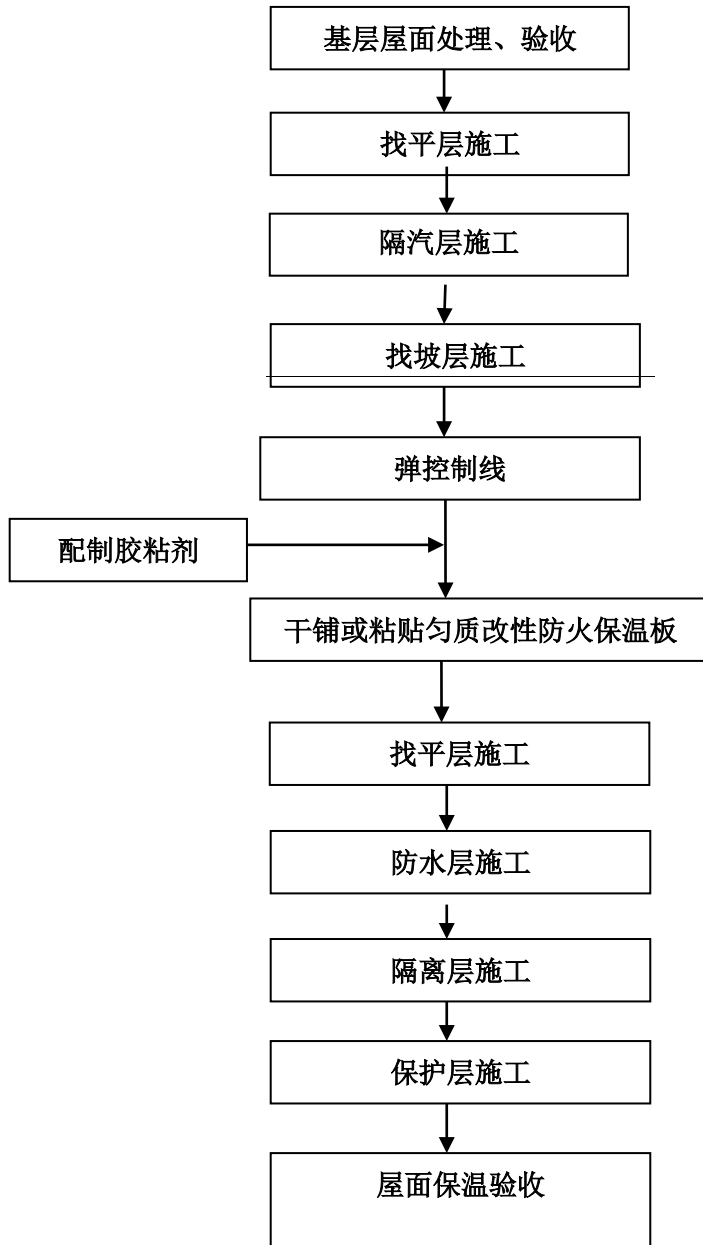 基层屋面处理、验收
找平层施工
隔汽层施工
找坡层施工
弹控制线
配制胶粘剂
干铺或粘贴匀质改性防火保温板
找平层施工
防水层施工
隔离层施工
保护层施工
屋面保温验收